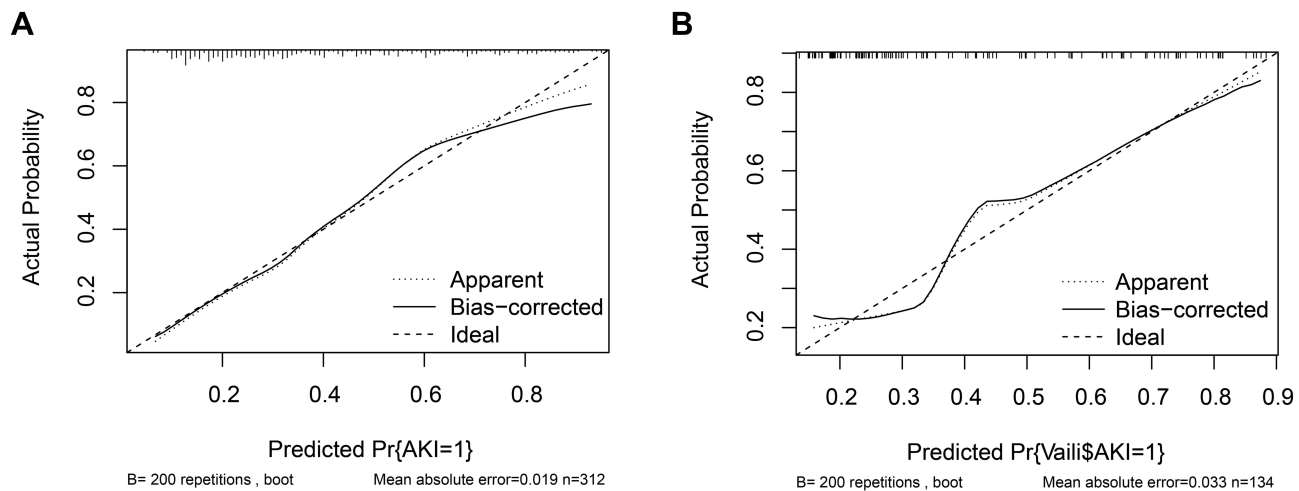 A
Actual Probability
0.8
0.6
0.4
0.2
Apparent
Bias−corrected
Ideal
0.2 0.4 0.6 0.8
Predicted Pr{AKI=1}
B= 200 repetitions , boot Mean absolute error=0.019 n=312
B
Actual Probability
0.8
0.6
0.4
0.2
Apparent
Bias−corrected
Ideal
0.2 0.3 0.4 0.5 0.6 0.7 0.8 0.9
Predicted Pr{Vaili$AKI=1}
B= 200 repetitions , boot Mean absolute error=0.033 n=134